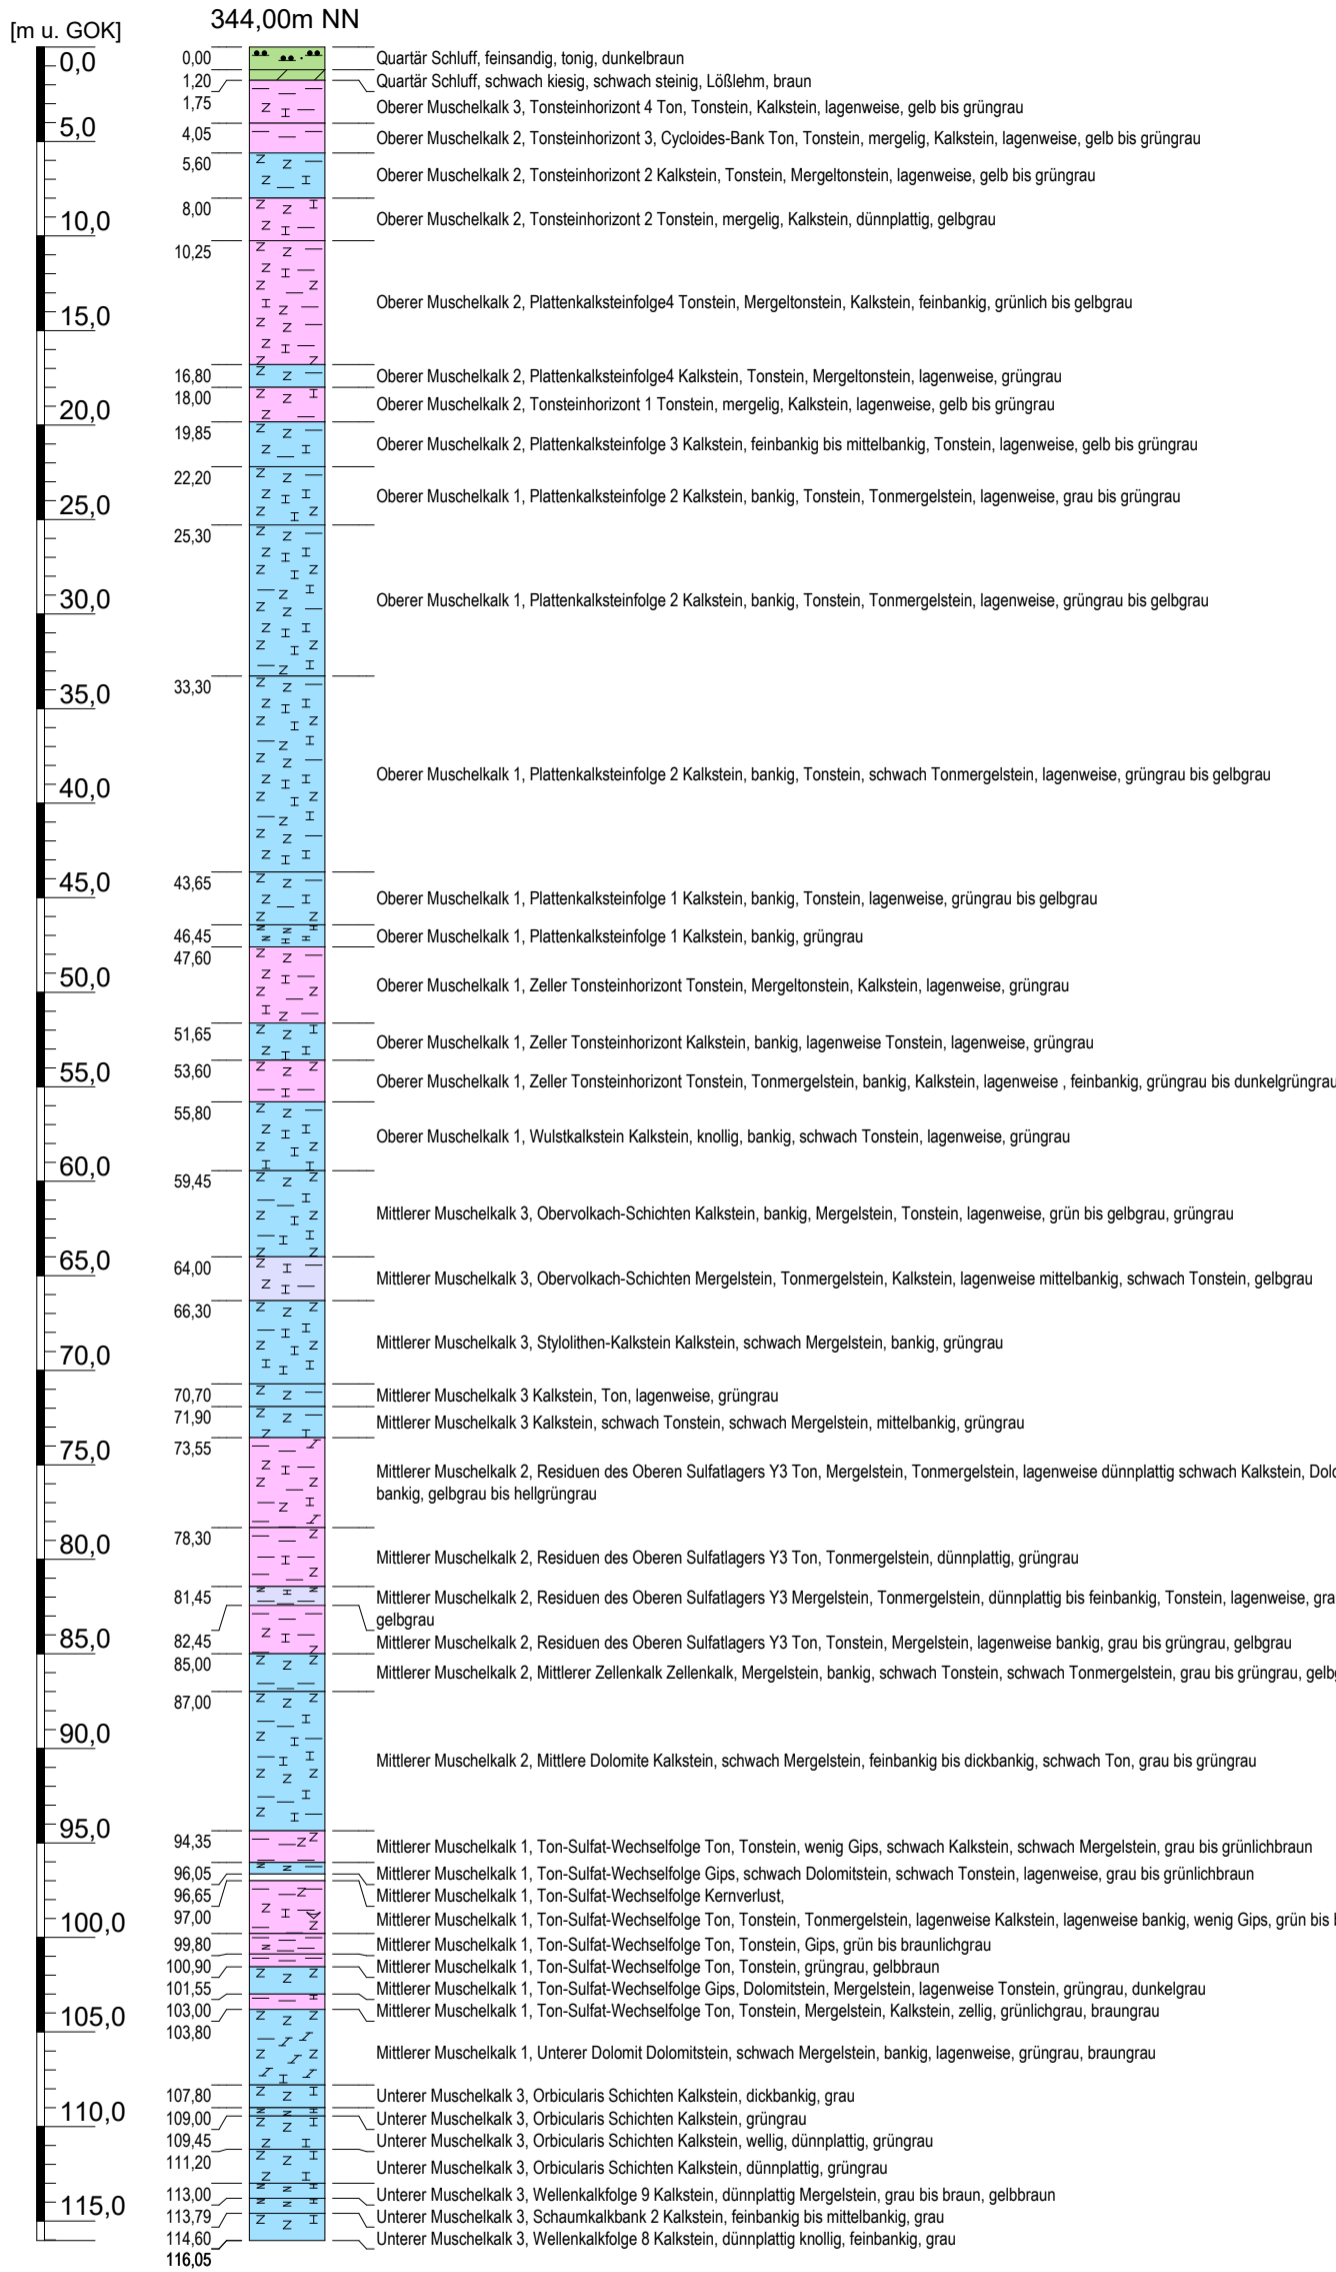 344,00m NN
[m u. GOK]
0,0
5,0
10,0
15,0
20,0
25,0
30,0
35,0
40,0
45,0
50,0
55,0
60,0
65,0
70,0
75,0
80,0
85,0
90,0
95,0
100,0
105,0
110,0
115,0
0,00 Quartär Schluff, feinsandig, tonig, dunkelbraun
1,20 Quartär Schluff, schwach kiesig, schwach steinig, Lößlehm, braun
1,75 Oberer Muschelkalk 3, Tonsteinhorizont 4 Ton, Tonstein, Kalkstein, lagenweise, gelb bis grüngrau
4,05 Oberer Muschelkalk 2, Tonsteinhorizont 3, Cycloides-Bank Ton, Tonstein, mergelig, Kalkstein, lagenweise, gelb bis grüngrau
5,60 Oberer Muschelkalk 2, Tonsteinhorizont 2 Kalkstein, Tonstein, Mergeltonstein, lagenweise, gelb bis grüngrau
8,00 Oberer Muschelkalk 2, Tonsteinhorizont 2 Tonstein, mergelig, Kalkstein, dünnplattig, gelbgrau
10,25 Oberer Muschelkalk 2, Plattenkalksteinfolge4 Tonstein, Mergeltonstein, Kalkstein, feinbankig, grünlich bis gelbgrau
16,80 Oberer Muschelkalk 2, Plattenkalksteinfolge4 Kalkstein, Tonstein, Mergeltonstein, lagenweise, grüngrau
18,00 Oberer Muschelkalk 2, Tonsteinhorizont 1 Tonstein, mergelig, Kalkstein, lagenweise, gelb bis grüngrau
19,85 Oberer Muschelkalk 2, Plattenkalksteinfolge 3 Kalkstein, feinbankig bis mittelbankig, Tonstein, lagenweise, gelb bis grüngrau
22,20 Oberer Muschelkalk 1, Plattenkalksteinfolge 2 Kalkstein, bankig, Tonstein, Tonmergelstein, lagenweise, grau bis grüngrau
25,30 Oberer Muschelkalk 1, Plattenkalksteinfolge 2 Kalkstein, bankig, Tonstein, Tonmergelstein, lagenweise, grüngrau bis gelbgrau
33,30 Oberer Muschelkalk 1, Plattenkalksteinfolge 2 Kalkstein, bankig, Tonstein, schwach Tonmergelstein, lagenweise, grüngrau bis gelbgrau
43,65 Oberer Muschelkalk 1, Plattenkalksteinfolge 1 Kalkstein, bankig, Tonstein, lagenweise, grüngrau bis gelbgrau
46,45 Oberer Muschelkalk 1, Plattenkalksteinfolge 1 Kalkstein, bankig, grüngrau
47,60 Oberer Muschelkalk 1, Zeller Tonsteinhorizont Tonstein, Mergeltonstein, Kalkstein, lagenweise, grüngrau
51,65 Oberer Muschelkalk 1, Zeller Tonsteinhorizont Kalkstein, bankig, lagenweise Tonstein, lagenweise, grüngrau
53,60 Oberer Muschelkalk 1, Zeller Tonsteinhorizont Tonstein, Tonmergelstein, bankig, Kalkstein, lagenweise , feinbankig, grüngrau bis dunkelgrüngrau
55,80 Oberer Muschelkalk 1, Wulstkalkstein Kalkstein, knollig, bankig, schwach Tonstein, lagenweise, grüngrau
59,45 Mittlerer Muschelkalk 3, Obervolkach-Schichten Kalkstein, bankig, Mergelstein, Tonstein, lagenweise, grün bis gelbgrau, grüngrau
64,00 Mittlerer Muschelkalk 3, Obervolkach-Schichten Mergelstein, Tonmergelstein, Kalkstein, lagenweise mittelbankig, schwach Tonstein, gelbgrau
66,30 Mittlerer Muschelkalk 3, Stylolithen-Kalkstein Kalkstein, schwach Mergelstein, bankig, grüngrau
70,70 Mittlerer Muschelkalk 3 Kalkstein, Ton, lagenweise, grüngrau
71,90 Mittlerer Muschelkalk 3 Kalkstein, schwach Tonstein, schwach Mergelstein, mittelbankig, grüngrau
73,55 Mittlerer Muschelkalk 2, Residuen des Oberen Sulfatlagers Y3 Ton, Mergelstein, Tonmergelstein, lagenweise dünnplattig schwach Kalkstein, Dolo
bankig, gelbgrau bis hellgrüngrau
78,30 Mittlerer Muschelkalk 2, Residuen des Oberen Sulfatlagers Y3 Ton, Tonmergelstein, dünnplattig, grüngrau
81,45 Mittlerer Muschelkalk 2, Residuen des Oberen Sulfatlagers Y3 Mergelstein, Tonmergelstein, dünnplattig bis feinbankig, Tonstein, lagenweise, gra
gelbgrau
82,45 Mittlerer Muschelkalk 2, Residuen des Oberen Sulfatlagers Y3 Ton, Tonstein, Mergelstein, lagenweise bankig, grau bis grüngrau, gelbgrau
85,00 Mittlerer Muschelkalk 2, Mittlerer Zellenkalk Zellenkalk, Mergelstein, bankig, schwach Tonstein, schwach Tonmergelstein, grau bis grüngrau, gelbg
87,00 Mittlerer Muschelkalk 2, Mittlere Dolomite Kalkstein, schwach Mergelstein, feinbankig bis dickbankig, schwach Ton, grau bis grüngrau
94,35 Mittlerer Muschelkalk 1, Ton-Sulfat-Wechselfolge Ton, Tonstein, wenig Gips, schwach Kalkstein, schwach Mergelstein, grau bis grünlichbraun
96,05 Mittlerer Muschelkalk 1, Ton-Sulfat-Wechselfolge Gips, schwach Dolomitstein, schwach Tonstein, lagenweise, grau bis grünlichbraun
96,65 Mittlerer Muschelkalk 1, Ton-Sulfat-Wechselfolge Kernverlust,
97,00 Mittlerer Muschelkalk 1, Ton-Sulfat-Wechselfolge Ton, Tonstein, Tonmergelstein, lagenweise Kalkstein, lagenweise bankig, wenig Gips, grün bis
99,80 Mittlerer Muschelkalk 1, Ton-Sulfat-Wechselfolge Ton, Tonstein, Gips, grün bis braunlichgrau
100,90 Mittlerer Muschelkalk 1, Ton-Sulfat-Wechselfolge Ton, Tonstein, grüngrau, gelbbraun
101,55 Mittlerer Muschelkalk 1, Ton-Sulfat-Wechselfolge Gips, Dolomitstein, Mergelstein, lagenweise Tonstein, grüngrau, dunkelgrau
103,00 Mittlerer Muschelkalk 1, Ton-Sulfat-Wechselfolge Ton, Tonstein, Mergelstein, Kalkstein, zellig, grünlichgrau, braungrau
103,80 Mittlerer Muschelkalk 1, Unterer Dolomit Dolomitstein, schwach Mergelstein, bankig, lagenweise, grüngrau, braungrau
107,80 Unterer Muschelkalk 3, Orbicularis Schichten Kalkstein, dickbankig, grau
109,00 Unterer Muschelkalk 3, Orbicularis Schichten Kalkstein, grüngrau
109,45 Unterer Muschelkalk 3, Orbicularis Schichten Kalkstein, wellig, dünnplattig, grüngrau
111,20 Unterer Muschelkalk 3, Orbicularis Schichten Kalkstein, dünnplattig, grüngrau
113,00 Unterer Muschelkalk 3, Wellenkalkfolge 9 Kalkstein, dünnplattig Mergelstein, grau bis braun, gelbbraun
113,79 Unterer Muschelkalk 3, Schaumkalkbank 2 Kalkstein, feinbankig bis mittelbankig, grau
114,60 Unterer Muschelkalk 3, Wellenkalkfolge 8 Kalkstein, dünnplattig knollig, feinbankig, grau
116,05